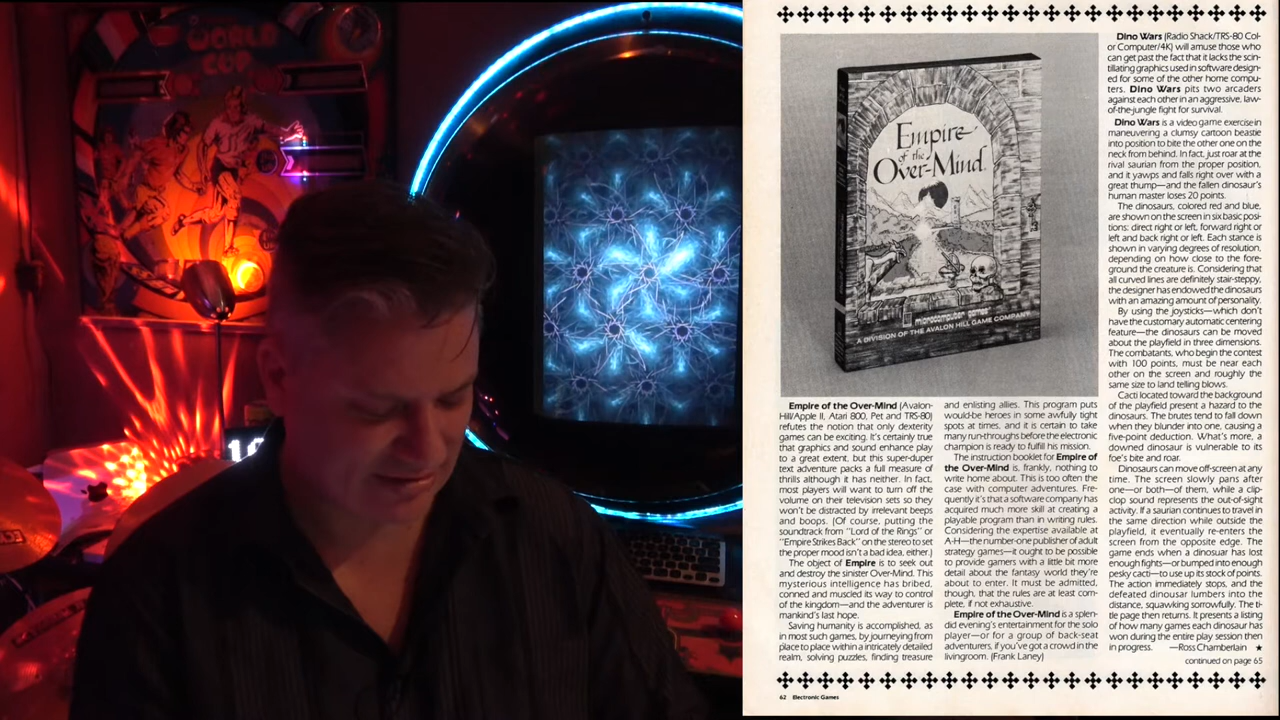 WORLD
CUP
Empire
of the
Over-Mind
microcomputer games
A DIVISION OF THE AVALON HILL GAME COMPANY
Empire of the Over-Mind (Avalon-
Hill/Apple II, Atari 800, Pet and TRS-80)
refutes the notion that only dexterity
games can be exciting. It's certainly true
that graphics and sound enhance play
to a great extent, but this super-duper
text adventure packs a full measure of
thrills although it has neither. In fact,
most players will want to turn off the
volume on their television sets so they
won't be distracted by irrelevant beeps
and boops. (Of course, putting the
soundtrack from "Lord of the Rings" or
"Empire Strikes Back" on the stereo to set
the proper mood isn't a bad idea, either.)
The object of Empire is to seek out
and destroy the sinister Over-Mind. This
mysterious intelligence has bribed,
conned and muscled its way to control
of the kingdom—and the adventurer is
mankind's last hope.
Saving humanity is accomplished, as
in most such games, by journeying from
place to place within a intricately detailed
realm, solving puzzles, finding treasure
and enlisting allies. This program puts
would-be heroes in some awfully tight
spots at times, and it is certain to take
many run-throughs before the electronic
champion is ready to fulfill his mission.
The instruction booklet for Empire of
the Over-Mind is, frankly, nothing to
write home about. This is too often the
case with computer adventures. Fre-
quently it's that a software company has
acquired much more skill at creating a
playable program than in writing rules.
Considering the expertise available at
A-H—the number-one publisher of adult
strategy games—it ought to be possible
to provide gamers with a little bit more
detail about the fantasy world they're
about to enter. It must be admitted,
though, that the rules are at least com-
plete, if not exhaustive.
Empire of the Over-Mind is a splen-
did evening's entertainment for the solo
player—or for a group of back-seat
adventurers, if you've got a crowd in the
livingroom. (Frank Laney)
Dino Wars (Radio Shack/TRS-80 Col-
or Computer/4K) will amuse those who
can get past the fact that it lacks the scin-
tillating graphics used in software design-
ed for some of the other home compu-
ters. Dino Wars pits two arcaders
against each other in an aggressive, law-
of-the-jungle fight for survival.
Dino Wars is a video game exercise in
maneuvering a clumsy cartoon beastie
into position to bite the other one on the
neck from behind. In fact, just roar at the
rival saurian from the proper position,
and it yawps and falls right over with a
great thump—and the fallen dinosaur's
human master loses 20 points.
The dinosaurs, colored red and blue,
are shown on the screen in six basic posi-
tions: direct right or left, forward right or
left and back right or left. Each stance is
shown in varying degrees of resolution,
depending on how close to the fore-
ground the creature is. Considering that
all curved lines are definitely stair-steppy,
the designer has endowed the dinosaurs
with an amazing amount of personality.
By using the joysticks—which don't
have the customary automatic centering
feature—the dinosaurs can be moved
about the playfield in three dimensions.
The combatants, who begin the contest
with 100 points, must be near each
other on the screen and roughly the
same size to land telling blows.
Cacti located toward the background
of the playfield present a hazard to the
dinosaurs. The brutes tend to fall down
when they blunder into one, causing a
five-point deduction. What's more, a
downed dinosaur is vulnerable to its
foe's bite and roar.
Dinosaurs can move off-screen at any
time. The screen slowly pans after
one—or both—of them, while a clip-
clop sound represents the out-of-sight
activity. If a saurian continues to travel in
the same direction while outside the
playfield, it eventually re-enters the
screen from the opposite edge. The
game ends when a dinosuar has lost
enough fights—or bumped into enough
pesky cacti—to use up its stock of points.
The action immediately stops, and the
defeated dinousar lumbers into the
distance, squawking sorrowfully. The ti-
tle page then returns. It presents a listing
of how many games each dinosaur has
won during the entire play session then
in progress. —Ross Chamberlain ★
continued on page 65
62 Electronic Games